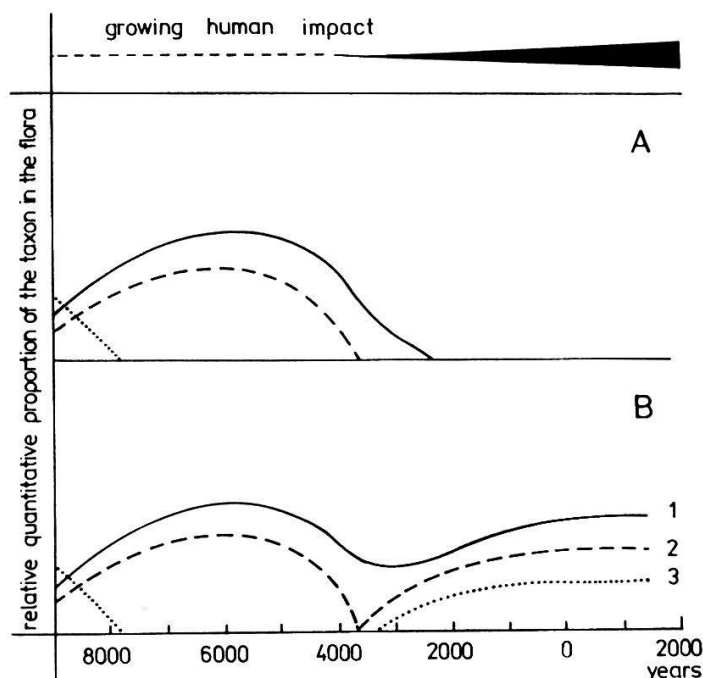 growing human impact
relative quantitative proportion of the taxon in the flora
A
B
1
2
3
8000 6000 4000 2000 0 2000
years